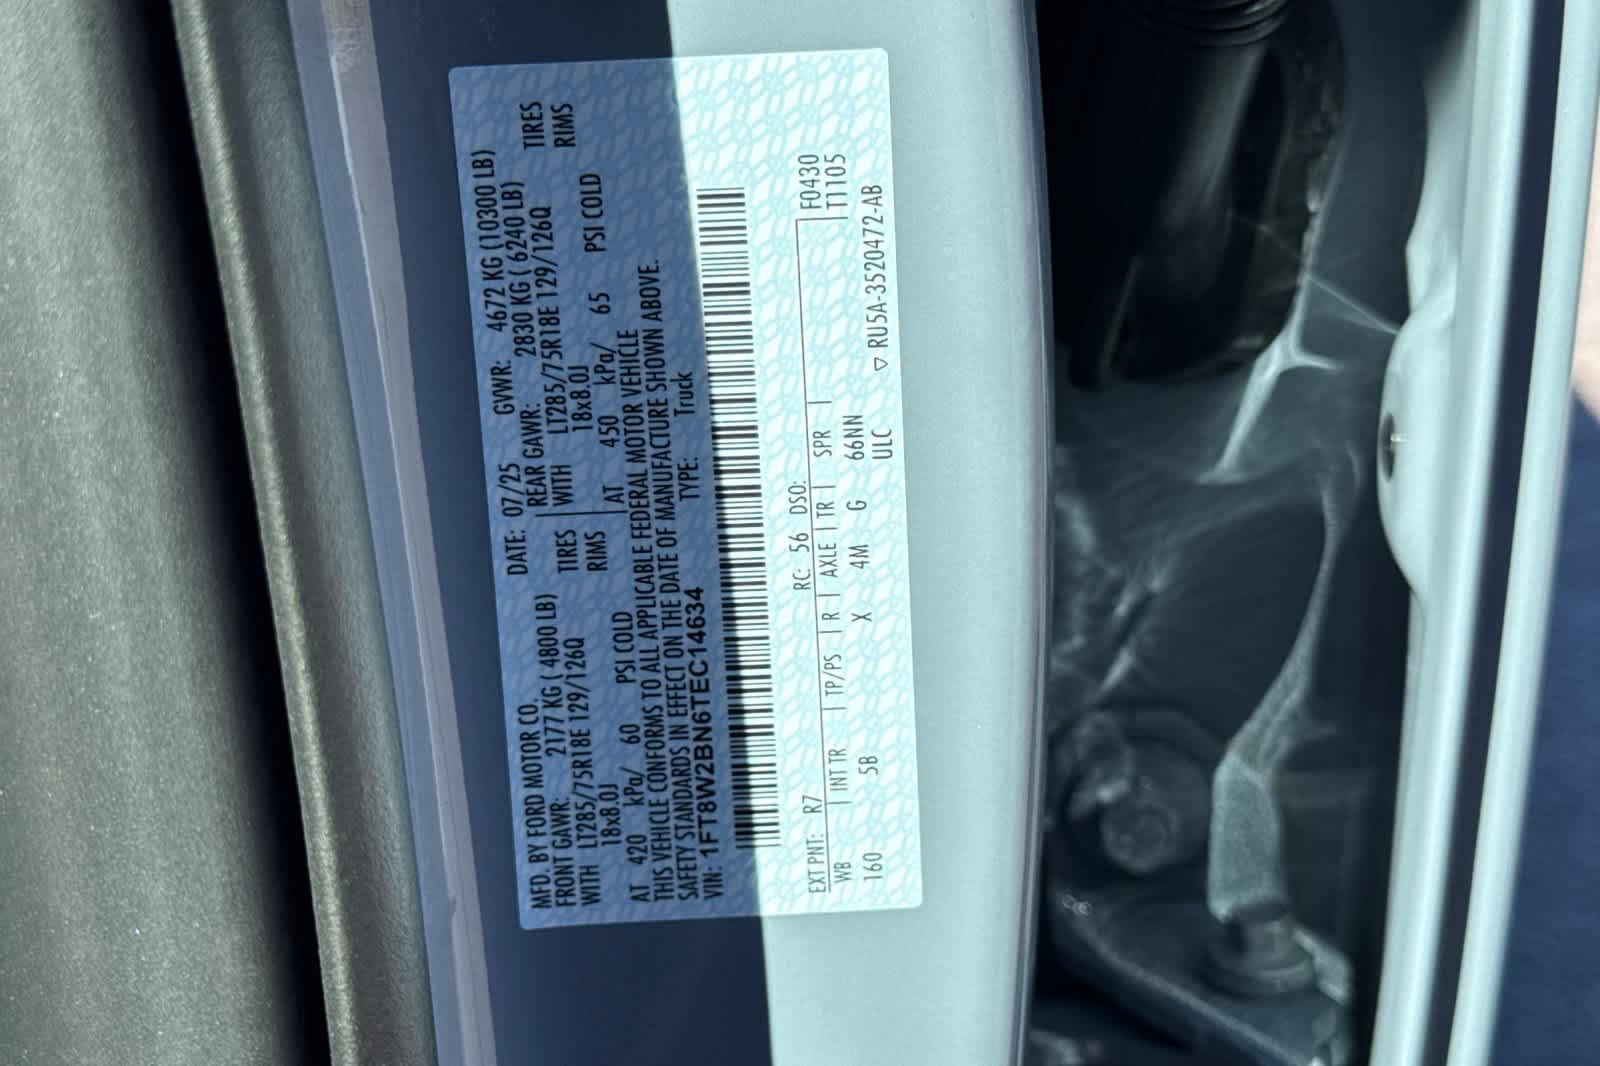 MFD. BY FORD MOTOR CO. DATE: 07/25 GVWR: 4672 KG (10300 LB)
FRONT GAWR: 2177 KG ( 4800 LB) REAR GAWR: 2830 KG ( 6240 LB)
WITH LT285/75R18E 129/126Q TIRES WITH LT285/75R18E 129/126Q TIRES
18x8.0J RIMS 18x8.0J RIMS
AT 420 kPa/ 60 PSI COLD AT 450 kPa/ 65 PSI COLD
THIS VEHICLE CONFORMS TO ALL APPLICABLE FEDERAL MOTOR VEHICLE
SAFETY STANDARDS IN EFFECT ON THE DATE OF MANUFACTURE SHOWN ABOVE.
VIN: 1FT8W2BN6TEC14634 TYPE: Truck
EXT PNT: R7 RC: 56 DSO: F0430
WB INT TR TP/PS R AXLE TR SPR T1105
160 5B X 4M G 66NN
ULC ▽ RU5A-3520472-AB